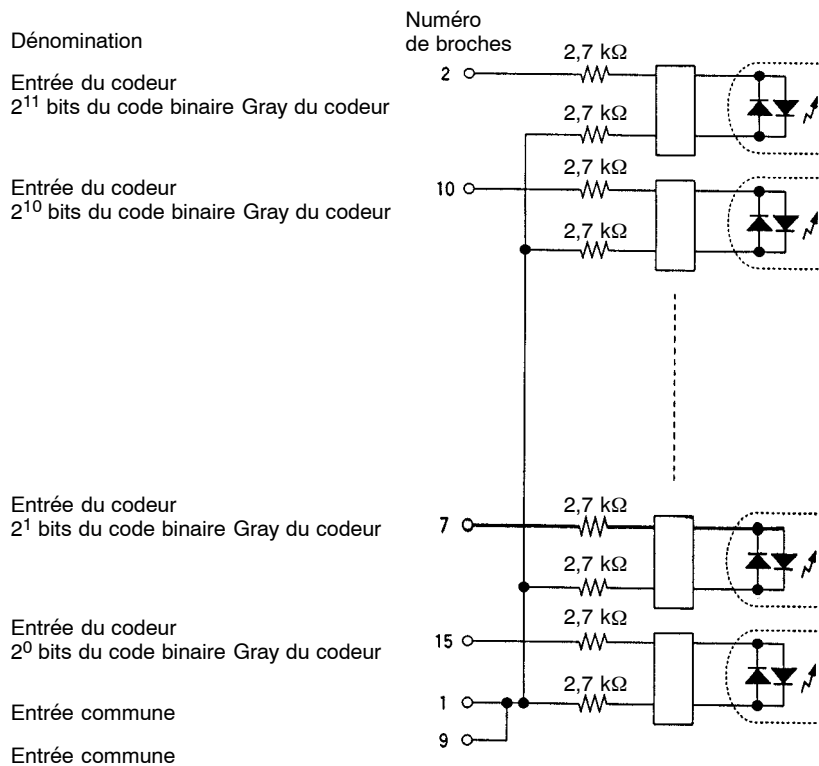 Dénomination
Numéro
de broches
Entrée du codeur
2¹¹ bits du code binaire Gray du codeur
2
2,7 kΩ
2,7 kΩ
Entrée du codeur
2¹⁰ bits du code binaire Gray du codeur
10
2,7 kΩ
2,7 kΩ
Entrée du codeur
2¹ bits du code binaire Gray du codeur
7
2,7 kΩ
2,7 kΩ
Entrée du codeur
2⁰ bits du code binaire Gray du codeur
15
2,7 kΩ
2,7 kΩ
Entrée commune
1
Entrée commune
9